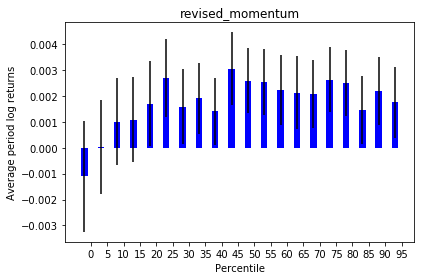 revised_momentum
Average period log returns
0.004
0.003
0.002
0.001
0.000
−0.001
−0.002
−0.003
0 5 10 15 20 25 30 35 40 45 50 55 60 65 70 75 80 85 90 95
Percentile